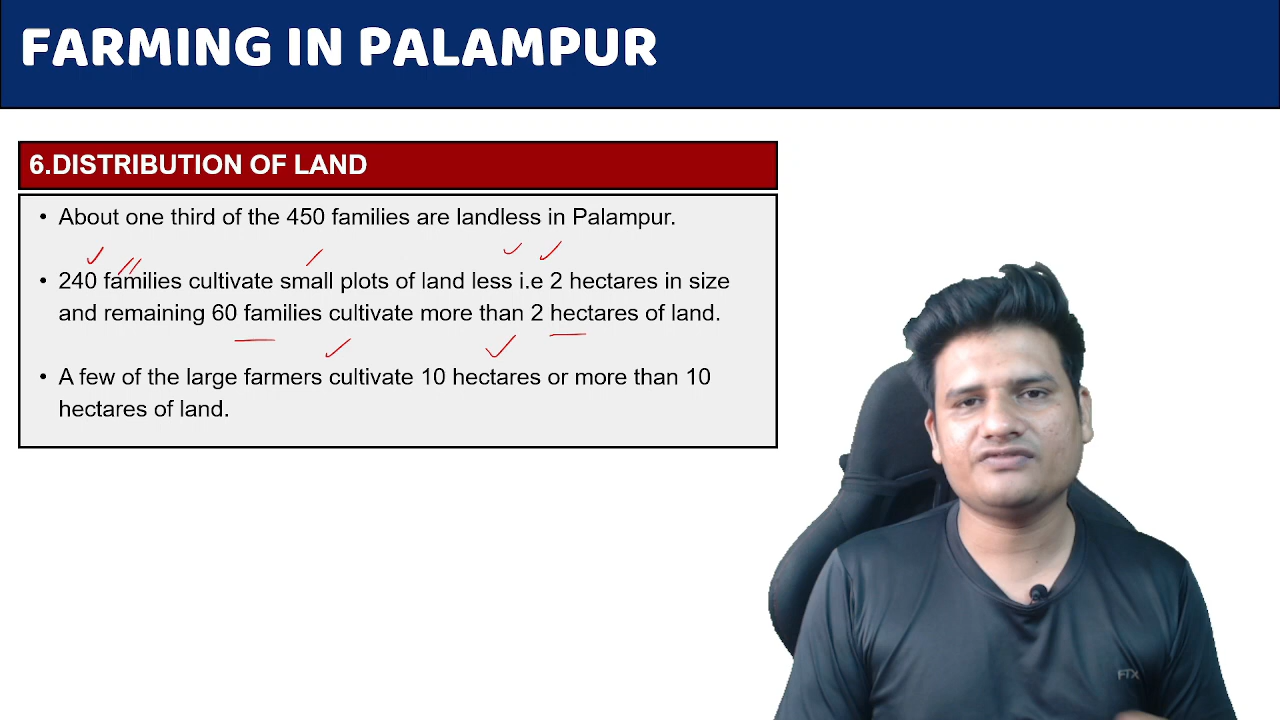 FARMING IN PALAMPUR
6.DISTRIBUTION OF LAND
• About one third of the 450 families are landless in Palampur.
• 240 families cultivate small plots of land less i.e 2 hectares in size
and remaining 60 families cultivate more than 2 hectares of land.
• A few of the large farmers cultivate 10 hectares or more than 10
hectares of land.
FTX